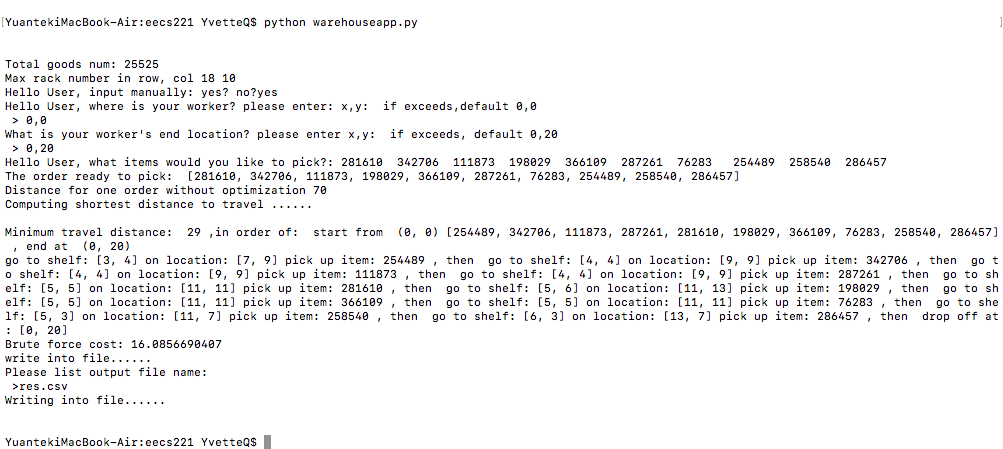 [YuantekiMacBook-Air:eecs221 YvetteQ$ python warehouseapp.py ]
Total goods num: 25525
Max rack number in row, col 18 10
Hello User, input manually: yes? no?yes
Hello User, where is your worker? please enter: x,y:  if exceeds,default 0,0
 > 0,0
What is your worker's end location? please enter x,y:  if exceeds, default 0,20
 > 0,20
Hello User, what items would you like to pick?: 281610  342706  111873  198029  366109  287261  76283   254489  258540  286457
The order ready to pick:  [281610, 342706, 111873, 198029, 366109, 287261, 76283, 254489, 258540, 286457]
Distance for one order without optimization 70
Computing shortest distance to travel ......
Minimum travel distance:  29 ,in order of:  start from  (0, 0) [254489, 342706, 111873, 287261, 281610, 198029, 366109, 76283, 258540, 286457]
 , end at  (0, 20)
go to shelf: [3, 4] on location: [7, 9] pick up item: 254489 , then  go to shelf: [4, 4] on location: [9, 9] pick up item: 342706 , then  go t
o shelf: [4, 4] on location: [9, 9] pick up item: 111873 , then  go to shelf: [4, 4] on location: [9, 9] pick up item: 287261 , then  go to sh
elf: [5, 5] on location: [11, 11] pick up item: 281610 , then  go to shelf: [5, 6] on location: [11, 13] pick up item: 198029 , then  go to sh
elf: [5, 5] on location: [11, 11] pick up item: 366109 , then  go to shelf: [5, 5] on location: [11, 11] pick up item: 76283 , then  go to she
lf: [5, 3] on location: [11, 7] pick up item: 258540 , then  go to shelf: [6, 3] on location: [13, 7] pick up item: 286457 , then  drop off at
: [0, 20]
Brute force cost: 16.0856690407
write into file......
Please list output file name:
 >res.csv
Writing into file......
YuantekiMacBook-Air:eecs221 YvetteQ$